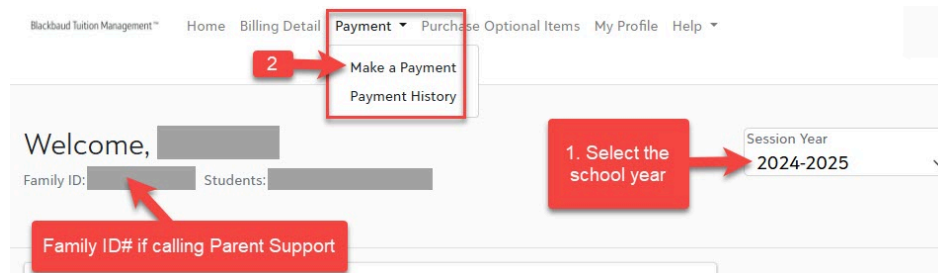 Blackbaud Tuition Management™ Home Billing Detail Payment Purchase Optional Items My Profile Help
2
Make a Payment
Payment History
Welcome,
Family ID: Students:
1. Select the
school year
Session Year
2024-2025
Family ID# if calling Parent Support